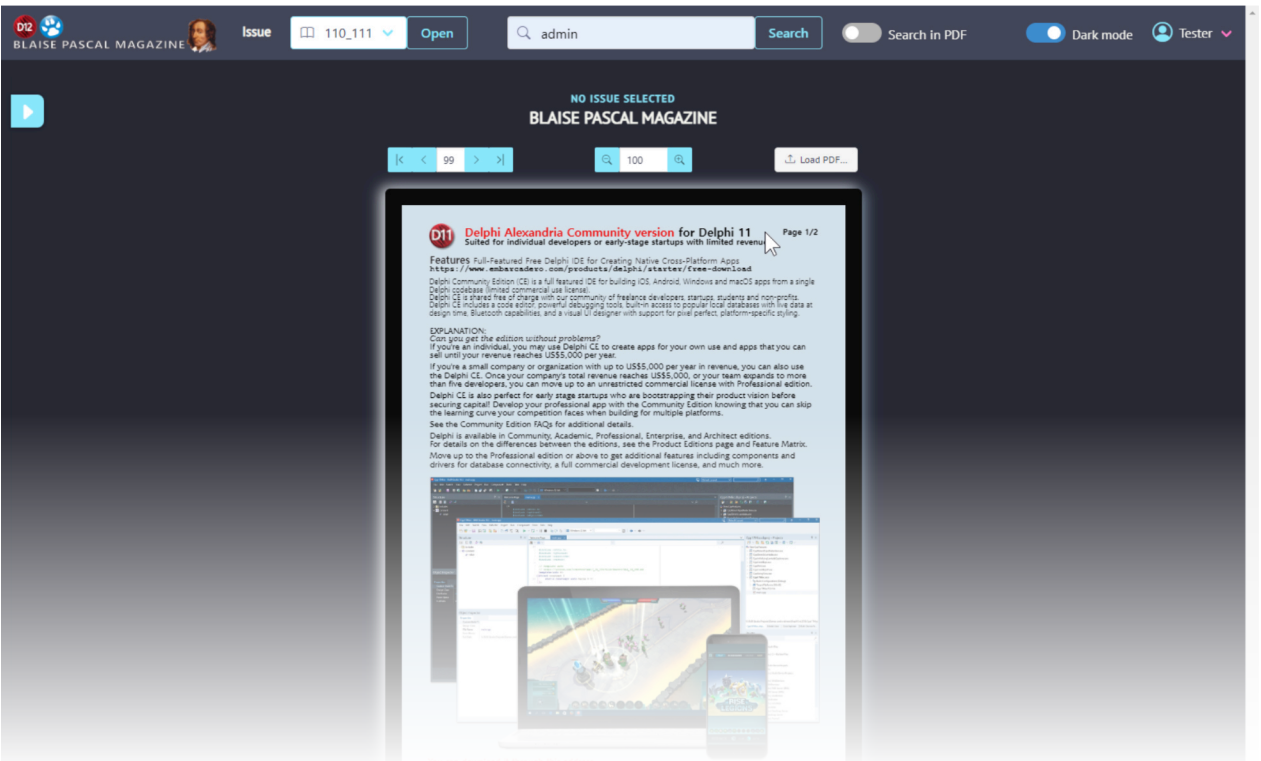 D12
BLAISE PASCAL MAGAZINE
Issue
110_111
Open
admin
Search
Search in PDF
Dark mode
Tester
NO ISSUE SELECTED
BLAISE PASCAL MAGAZINE
99
100
Load PDF...
D11 Delphi Alexandria Community version for Delphi 11 Page 1/2
Suited for individual developers or early-stage startups with limited
Features Full-Featured Free Delphi IDE for Creating Native Cross-Platform Apps
https://www.embarcadero.com/products/delphi/starter/free-download
Delphi Community Edition (CE) is a full featured IDE for building iOS, Android, Windows and macOS apps from a single
Delphi codebase (limited commercial use license).
Delphi CE is shared free of charge with our community of freelance developers, startups, students and non-profits.
Delphi CE includes a code editor, powerful debugging tools, built-in access to popular local databases with live data at
design time, Bluetooth capabilities, and a visual UI designer with support for pixel perfect, platform-specific styling.
EXPLANATION:
Can you get the edition without problems?
If you're an individual, you may use Delphi CE to create apps for your own use and apps that you can
sell until your revenue reaches US$5,000 per year.
If you're a small company or organization with up to US$5,000 per year in revenue, you can also use
the Delphi CE. Once your company's total revenue reaches US$5,000, or your team expands to more
than five developers, you can move up to an unrestricted commercial license with Professional edition.
Delphi CE is also perfect for early stage startups who are bootstrapping their product vision before
securing capital! Develop your professional app with the Community Edition knowing that you can skip
the learning curve your competition faces when building for multiple platforms.
See the Community Edition FAQs for additional details.
Delphi is available in Community, Academic, Professional, Enterprise, and Architect editions.
For details on the differences between the editions, see the Product Editions page and Feature Matrix.
Move up to the Professional edition or above to get additional features including components and
drivers for database connectivity, a full commercial development license, and much more.